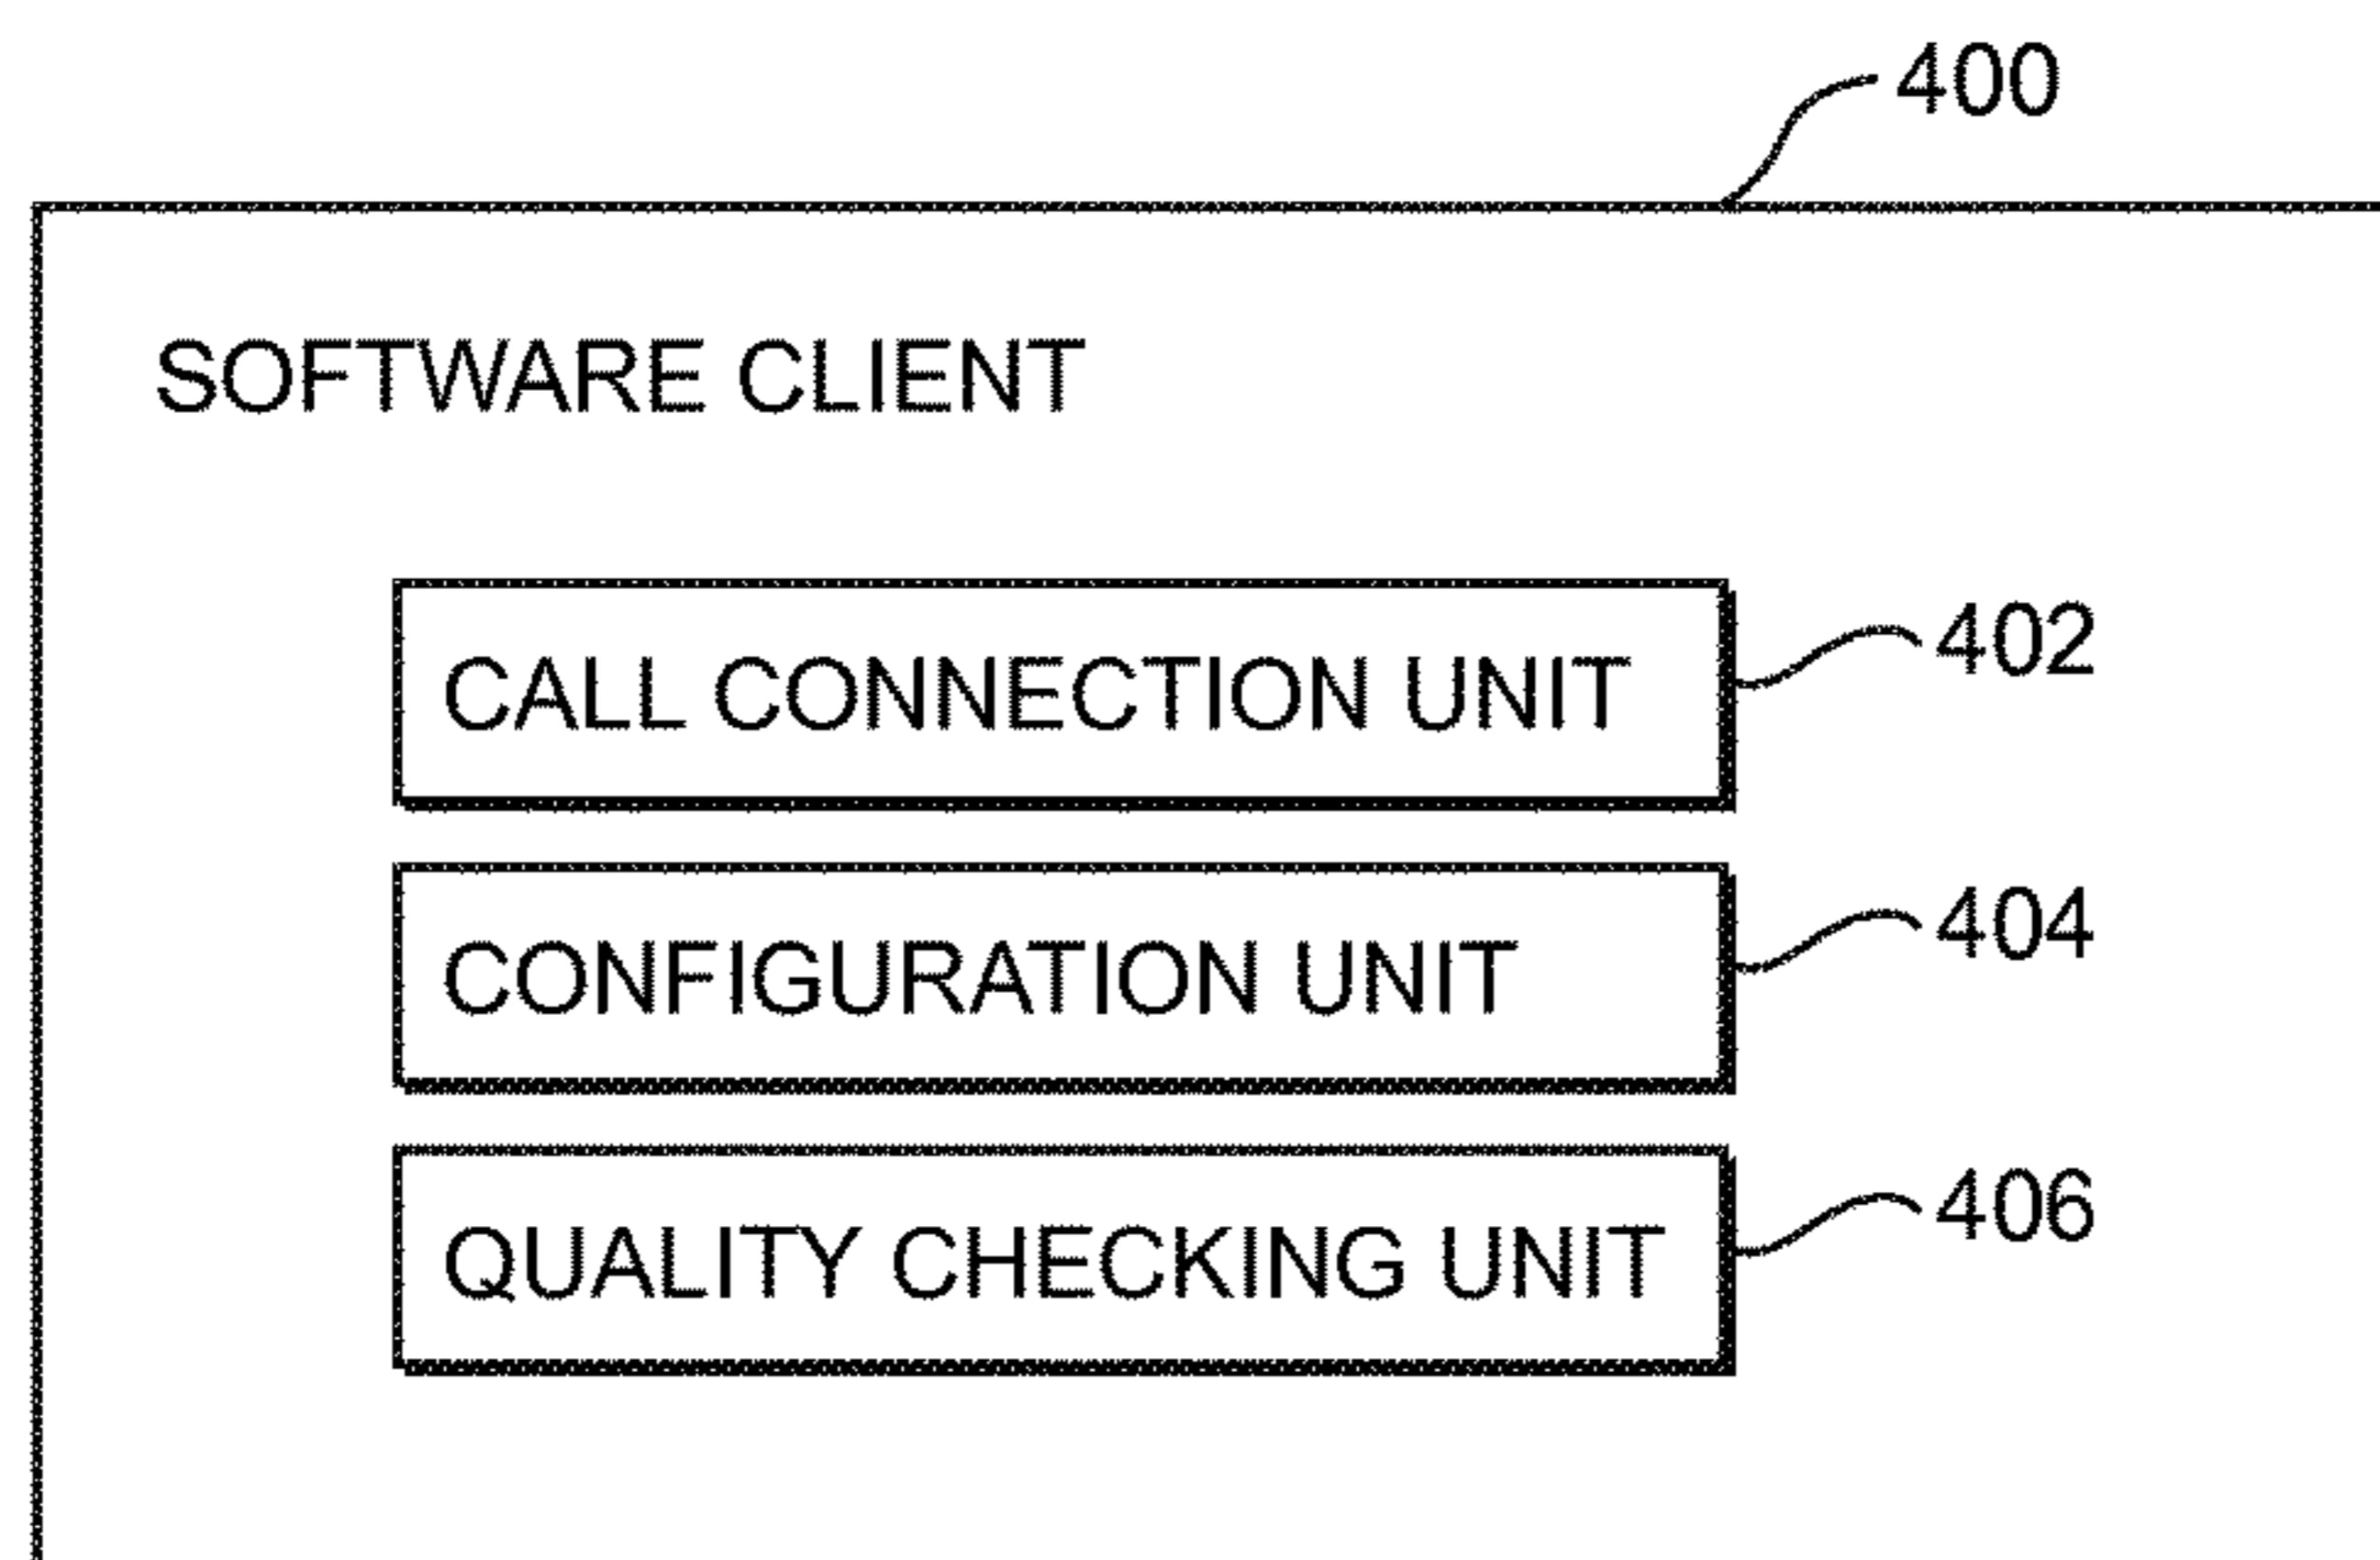 400
SOFTWARE CLIENT
CALL CONNECTION UNIT
402
CONFIGURATION UNIT
404
QUALITY CHECKING UNIT
406